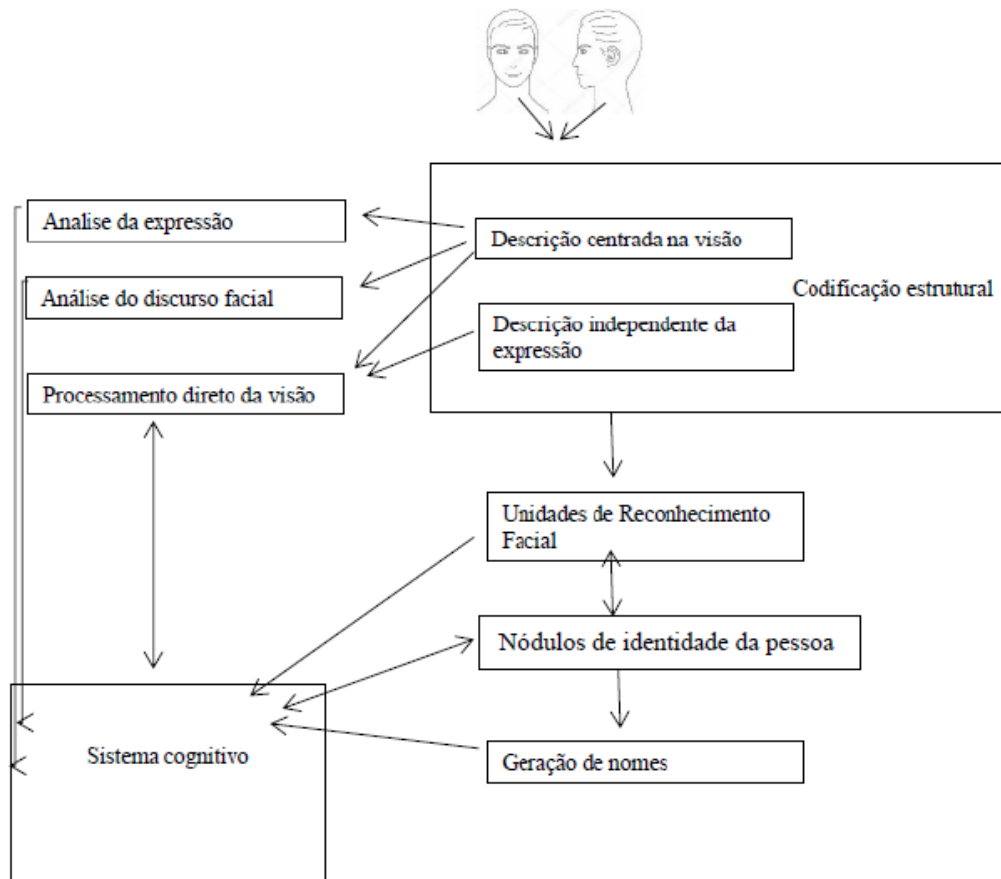 Analise da expressão
Descrição centrada na visão
Análise do discurso facial
Codificação estrutural
Descrição independente da
expressão
Processamento direto da visão
Unidades de Reconhecimento
Facial
Nódulos de identidade da pessoa
Sistema cognitivo
Geração de nomes